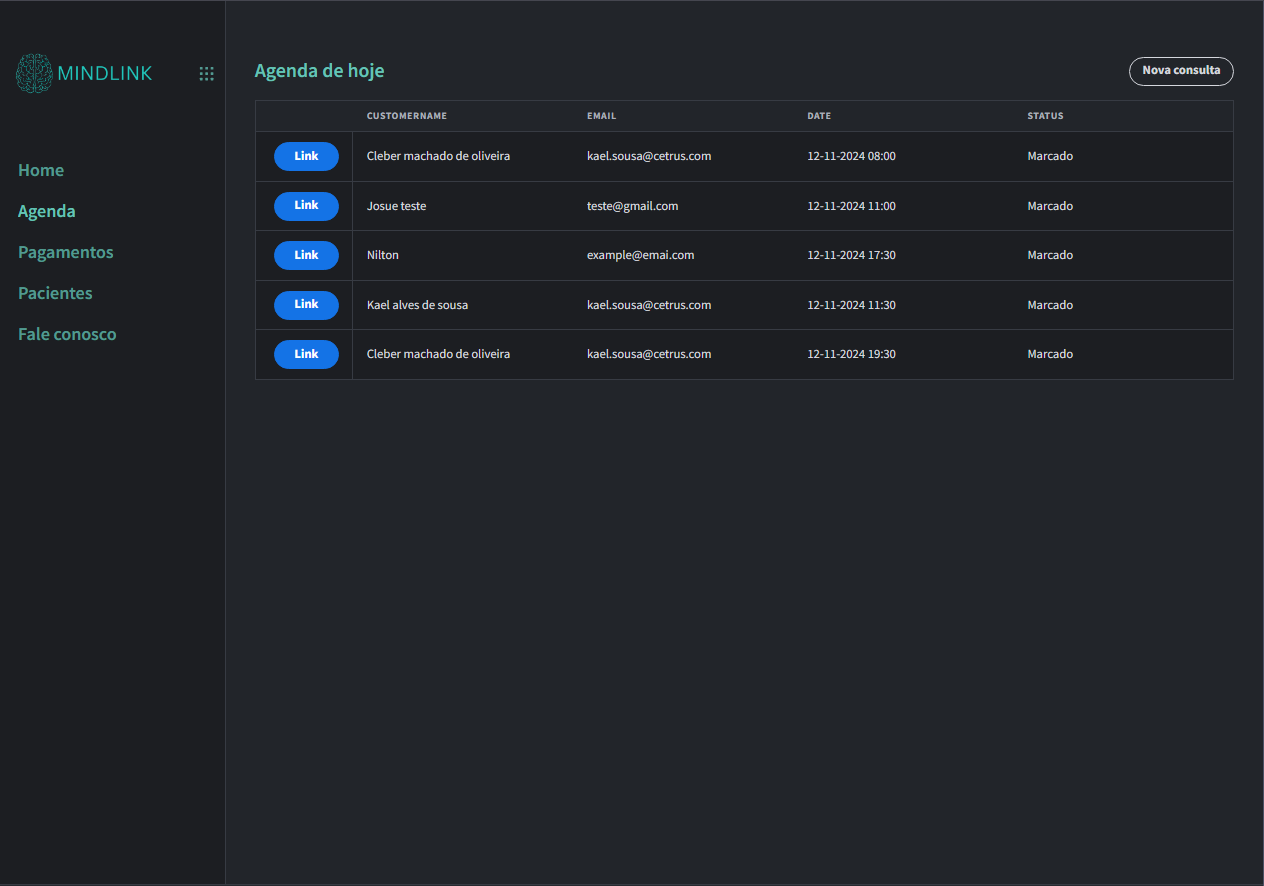 MINDLINK
Agenda de hoje
Nova consulta
Home
Agenda
Pagamentos
Pacientes
Fale conosco
CUSTOMERNAME EMAIL DATE STATUS
Link Cleber machado de oliveira kael.sousa@cetrus.com 12-11-2024 08:00 Marcado
Link Josue teste teste@gmail.com 12-11-2024 11:00 Marcado
Link Nilton example@emai.com 12-11-2024 17:30 Marcado
Link Kael alves de sousa kael.sousa@cetrus.com 12-11-2024 11:30 Marcado
Link Cleber machado de oliveira kael.sousa@cetrus.com 12-11-2024 19:30 Marcado